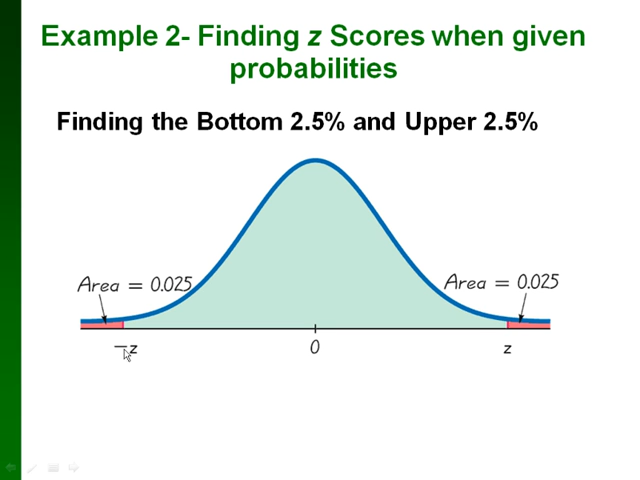 Example 2- Finding z Scores when given
probabilities
Finding the Bottom 2.5% and Upper 2.5%
Area = 0.025
Area = 0.025
−z
0
z